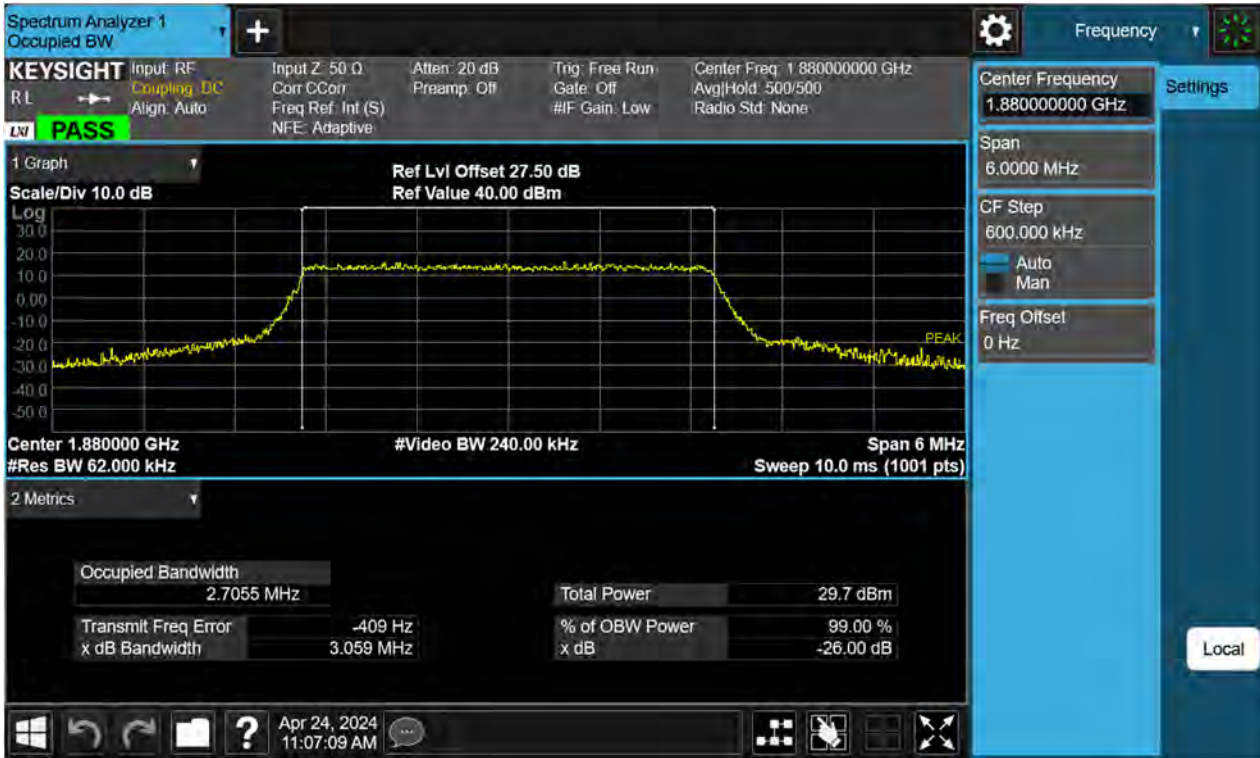 Spectrum Analyzer 1
Occupied BW
+
Frequency
KEYSIGHT
R L
LXI
PASS
Input: RF
Coupling: DC
Align: Auto
Input Z: 50 Ω
Corr CCorr
Freq Ref: Int (S)
NFE: Adaptive
Atten: 20 dB
Preamp: Off
Trig: Free Run
Gate: Off
#IF Gain: Low
Center Freq: 1.880000000 GHz
Avg|Hold: 500/500
Radio Std: None
Center Frequency
1.880000000 GHz
Settings
Span
6.0000 MHz
CF Step
600.000 kHz
Auto
Man
Freq Offset
0 Hz
Local
1 Graph
Scale/Div 10.0 dB
Ref Lvl Offset 27.50 dB
Ref Value 40.00 dBm
Log
30.0
20.0
10.0
0.00
-10.0
-20.0
-30.0
-40.0
-50.0
PEAK
Center 1.880000 GHz
#Video BW 240.00 kHz
Span 6 MHz
#Res BW 62.000 kHz
Sweep 10.0 ms (1001 pts)
2 Metrics
Occupied Bandwidth
2.7055 MHz
Total Power 29.7 dBm
Transmit Freq Error -409 Hz
% of OBW Power 99.00 %
x dB Bandwidth 3.059 MHz
x dB -26.00 dB
?
Apr 24, 2024
11:07:09 AM